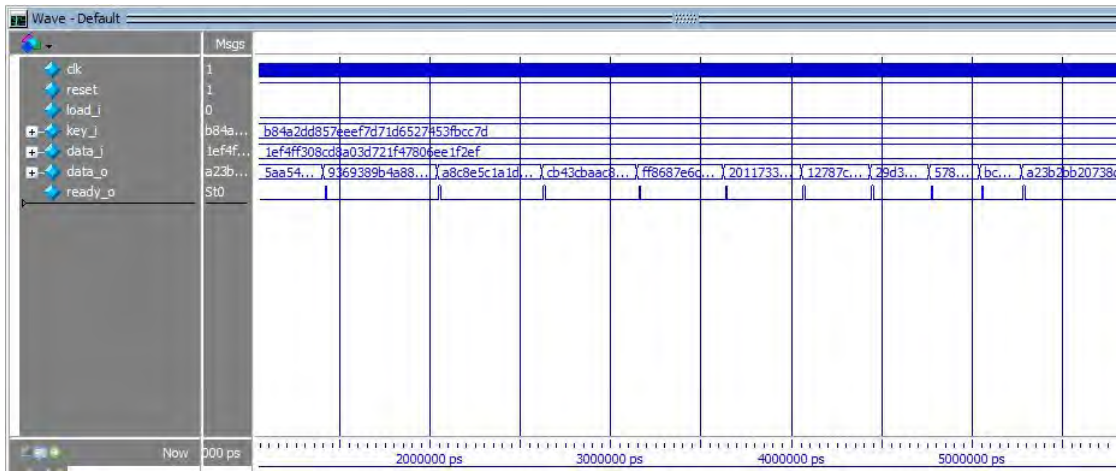 Wave - Default
Msgs
clk 1
reset 1
load_i 0
key_i b84a... b84a2dd857eeef7d71d6527453fbcc7d
data_i 1ef4f... 1ef4ff308cd8a03d721f47806ee1f2ef
data_o a23b... 5aa54... 9369389b4a88... a8c8e5c1a1d... cb43cbaac8... ff8687e6c... 2011733... 12787c... 29d3... 578... bc... a23b2bb20738c
ready_o St0
Now 000 ps 2000000 ps 3000000 ps 4000000 ps 5000000 ps